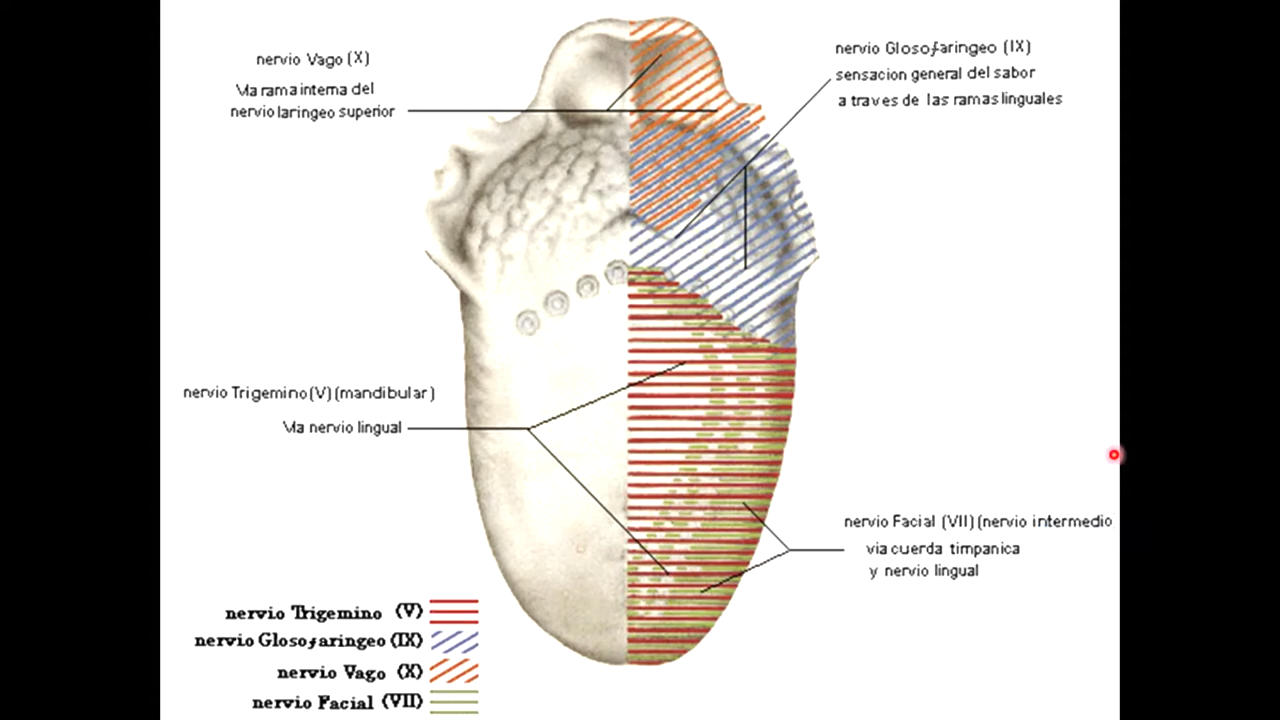 nervio Vago (X)
Via rama interna del
nervio laringeo superior
nervio Glosofaringeo (IX)
sensacion general del sabor
a traves de las ramas linguales
nervio Trigemino (V) (mandibular)
Via nervio lingual
nervio Facial (VII) (nervio intermedio
via cuerda timpanica
y nervio lingual
nervio Trigemino (V)
nervio Glosofaringeo (IX)
nervio Vago (X)
nervio Facial (VII)